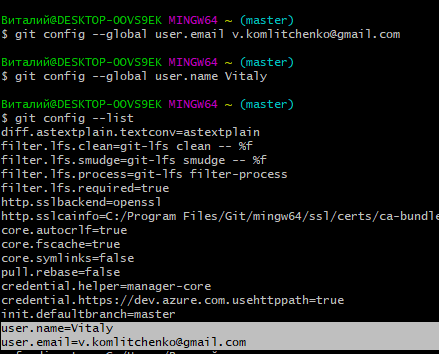 Виталий@DESKTOP-OOVS9EK MINGW64 ~ (master)
$ git config --global user.email v.komlitchenko@gmail.com
Виталий@DESKTOP-OOVS9EK MINGW64 ~ (master)
$ git config --global user.name Vitaly
Виталий@DESKTOP-OOVS9EK MINGW64 ~ (master)
$ git config --list
diff.astextplain.textconv=astextplain
filter.lfs.clean=git-lfs clean -- %f
filter.lfs.smudge=git-lfs smudge -- %f
filter.lfs.process=git-lfs filter-process
filter.lfs.required=true
http.sslbackend=openssl
http.sslcainfo=C:/Program Files/Git/mingw64/ssl/certs/ca-bundle
core.autocrlf=true
core.fscache=true
core.symlinks=false
pull.rebase=false
credential.helper=manager-core
credential.https://dev.azure.com.usehttppath=true
init.defaultbranch=master
user.name=Vitaly
user.email=v.komlitchenko@gmail.com